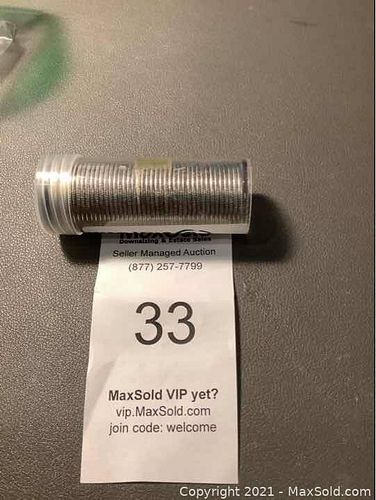 MaxSold
Downsizing & Estate Sales
Seller Managed Auction
(877) 257-7799
33
MaxSold VIP yet?
vip.MaxSold.com
join code: welcome
Copyright 2021 - MaxSold.com